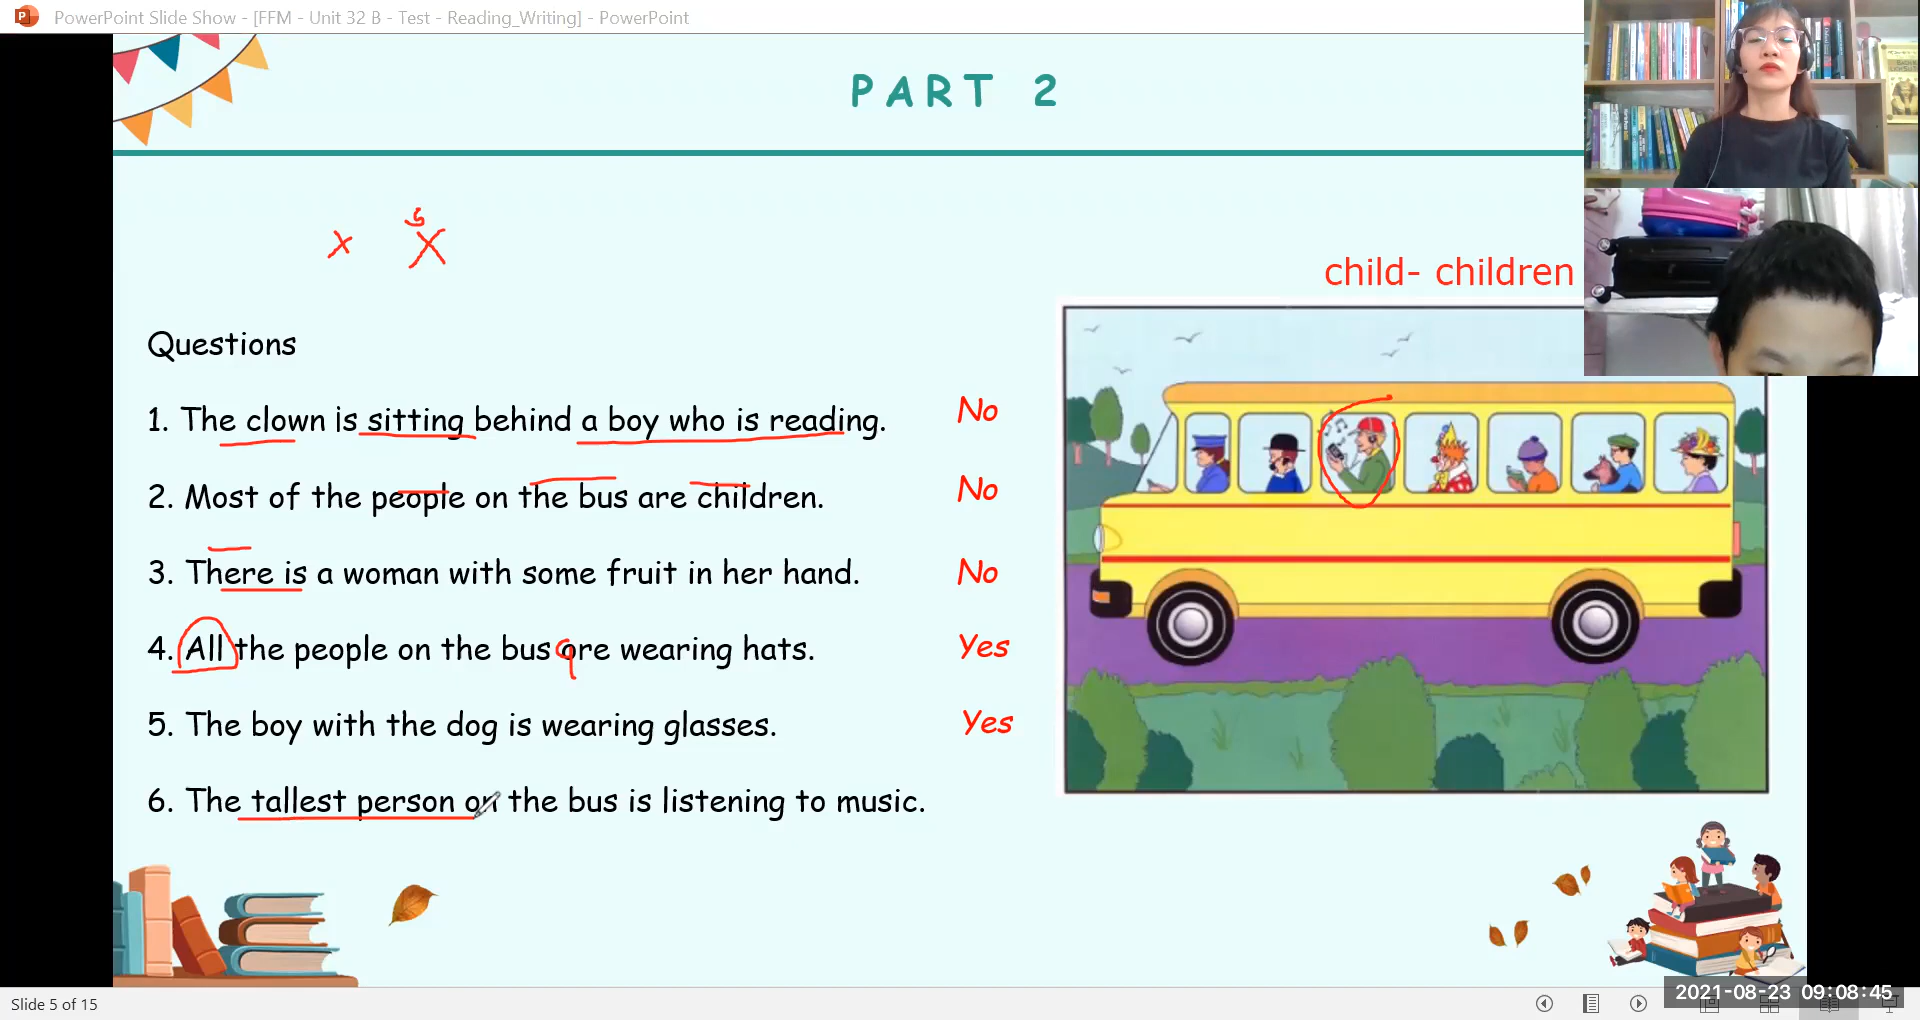 PowerPoint Slide Show - [FFM - Unit 32 B - Test - Reading_Writing] - PowerPoint
PART 2
x s X
child- children
Questions
1. The clown is sitting behind a boy who is reading. No
2. Most of the people on the bus are children. No
3. There is a woman with some fruit in her hand. No
4. All the people on the bus are wearing hats. Yes
5. The boy with the dog is wearing glasses. Yes
6. The tallest person on the bus is listening to music.
Slide 5 of 15
2021-08-23 09:08:45